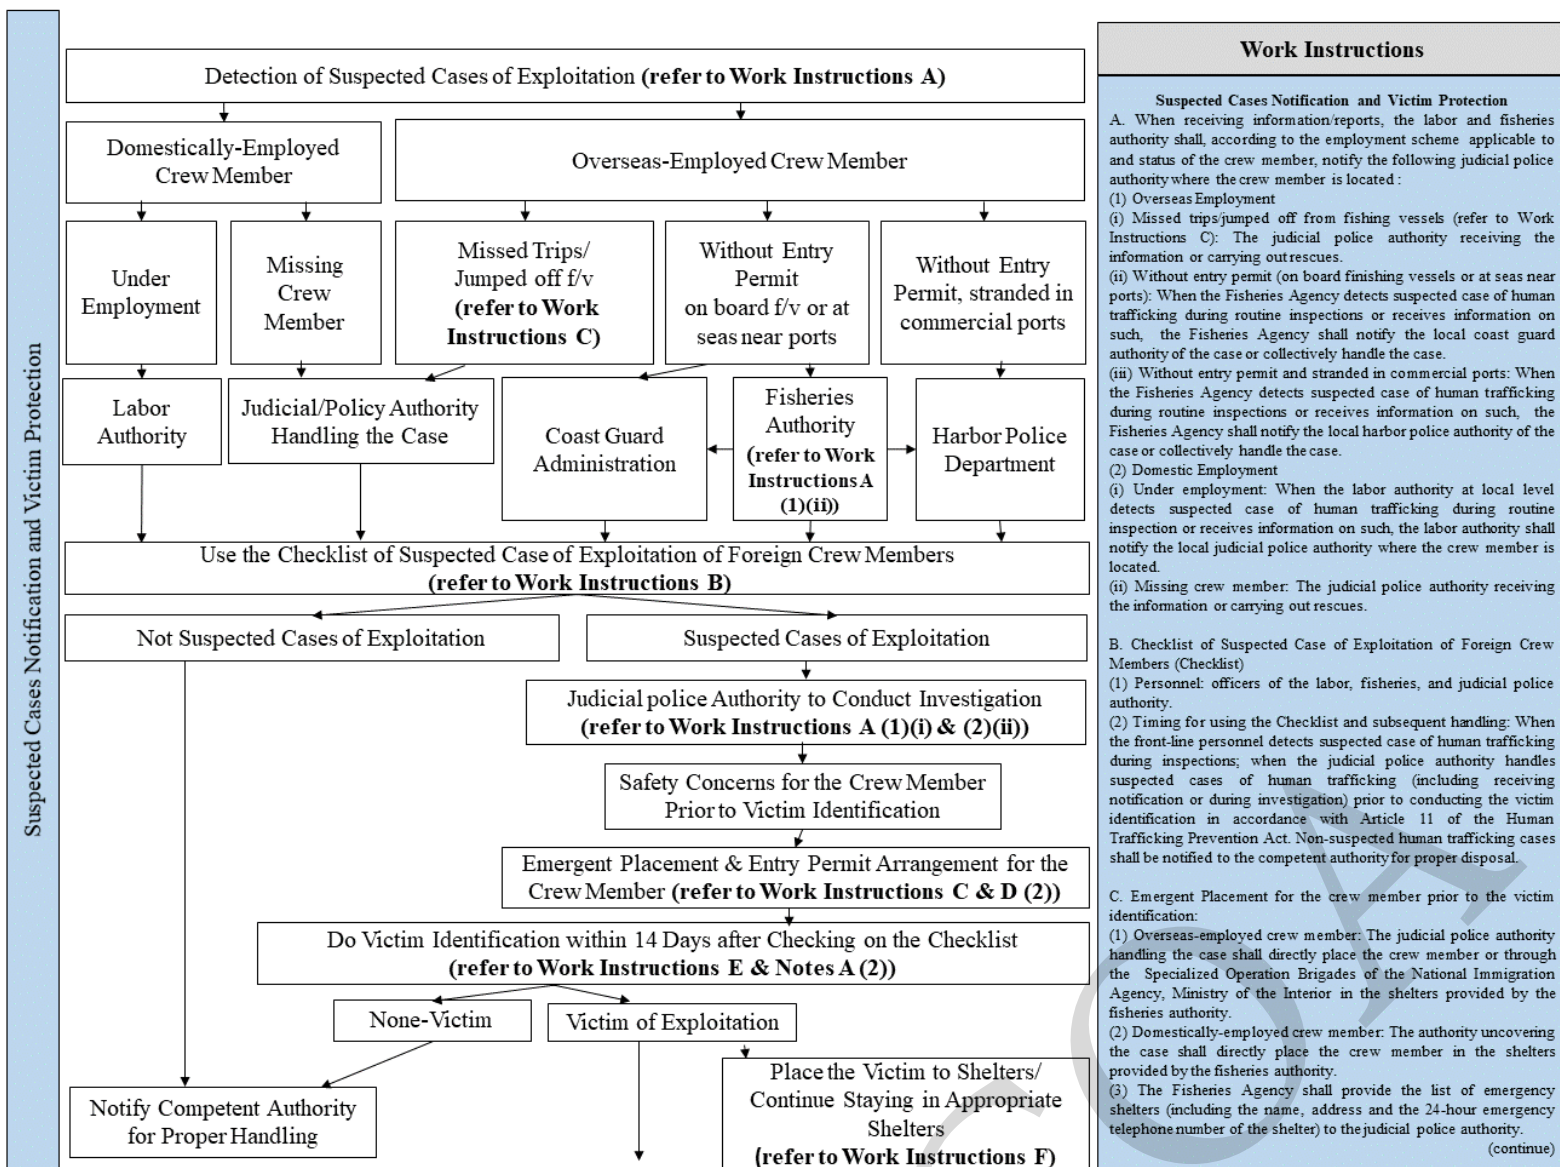 Suspected Cases Notification and Victim Protection
Detection of Suspected Cases of Exploitation (refer to Work Instructions A)
Domestically-Employed
Crew Member
Overseas-Employed Crew Member
Under
Employment
Missing
Crew
Member
Missed Trips/
Jumped off f/v
(refer to Work
Instructions C)
Without Entry
Permit
on board f/v or at
seas near ports
Without Entry
Permit, stranded in
commercial ports
Labor
Authority
Judicial/Policy Authority
Handling the Case
Coast Guard
Administration
Fisheries
Authority
(refer to Work
Instructions A
(1)(ii))
Harbor Police
Department
Use the Checklist of Suspected Case of Exploitation of Foreign Crew Members
(refer to Work Instructions B)
Not Suspected Cases of Exploitation
Suspected Cases of Exploitation
Judicial police Authority to Conduct Investigation
(refer to Work Instructions A (1)(i) & (2)(ii))
Safety Concerns for the Crew Member
Prior to Victim Identification
Emergent Placement & Entry Permit Arrangement for the
Crew Member (refer to Work Instructions C & D (2))
Do Victim Identification within 14 Days after Checking on the Checklist
(refer to Work Instructions E & Notes A (2))
None-Victim
Victim of Exploitation
Notify Competent Authority
for Proper Handling
Place the Victim to Shelters/
Continue Staying in Appropriate
Shelters
(refer to Work Instructions F)
Work Instructions
Suspected Cases Notification and Victim Protection
A. When receiving information/reports, the labor and fisheries
authority shall, according to the employment scheme applicable to
and status of the crew member, notify the following judicial police
authority where the crew member is located :
(1) Overseas Employment
(i) Missed trips/jumped off from fishing vessels (refer to Work
Instructions C): The judicial police authority receiving the
information or carrying out rescues.
(ii) Without entry permit (on board finishing vessels or at seas near
ports): When the Fisheries Agency detects suspected case of human
trafficking during routine inspections or receives information on
such, the Fisheries Agency shall notify the local coast guard
authority of the case or collectively handle the case.
(iii) Without entry permit and stranded in commercial ports: When
the Fisheries Agency detects suspected case of human trafficking
during routine inspections or receives information on such, the
Fisheries Agency shall notify the local harbor police authority of the
case or collectively handle the case.
(2) Domestic Employment
(i) Under employment: When the labor authority at local level
detects suspected case of human trafficking during routine
inspection or receives information on such, the labor authority shall
notify the local judicial police authority where the crew member is
located.
(ii) Missing crew member: The judicial police authority receiving
the information or carrying out rescues.
B. Checklist of Suspected Case of Exploitation of Foreign Crew
Members (Checklist)
(1) Personnel: officers of the labor, fisheries, and judicial police
authority.
(2) Timing for using the Checklist and subsequent handling: When
the front-line personnel detects suspected case of human trafficking
during inspections; when the judicial police authority handles
suspected cases of human trafficking (including receiving
notification or during investigation) prior to conducting the victim
identification in accordance with Article 11 of the Human
Trafficking Prevention Act. Non-suspected human trafficking cases
shall be notified to the competent authority for proper disposal.
C. Emergent Placement for the crew member prior to the victim
identification:
(1) Overseas-employed crew member: The judicial police authority
handling the case shall directly place the crew member or through
the Specialized Operation Brigades of the National Immigration
Agency, Ministry of the Interior in the shelters provided by the
fisheries authority.
(2) Domestically-employed crew member: The authority uncovering
the case shall directly place the crew member in the shelters
provided by the fisheries authority.
(3) The Fisheries Agency shall provide the list of emergency
shelters (including the name, address and the 24-hour emergency
telephone number of the shelter) to the judicial police authority.
(continue)
COA